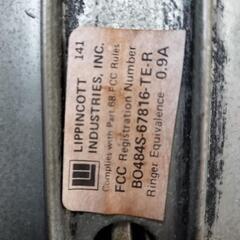 141
LIPPINCOTT
INDUSTRIES, INC.
Complies with Part 68 FCC Rules
FCC Registration Number
BO484S-67816-TE-R
Ringer Equivalence 0.9A